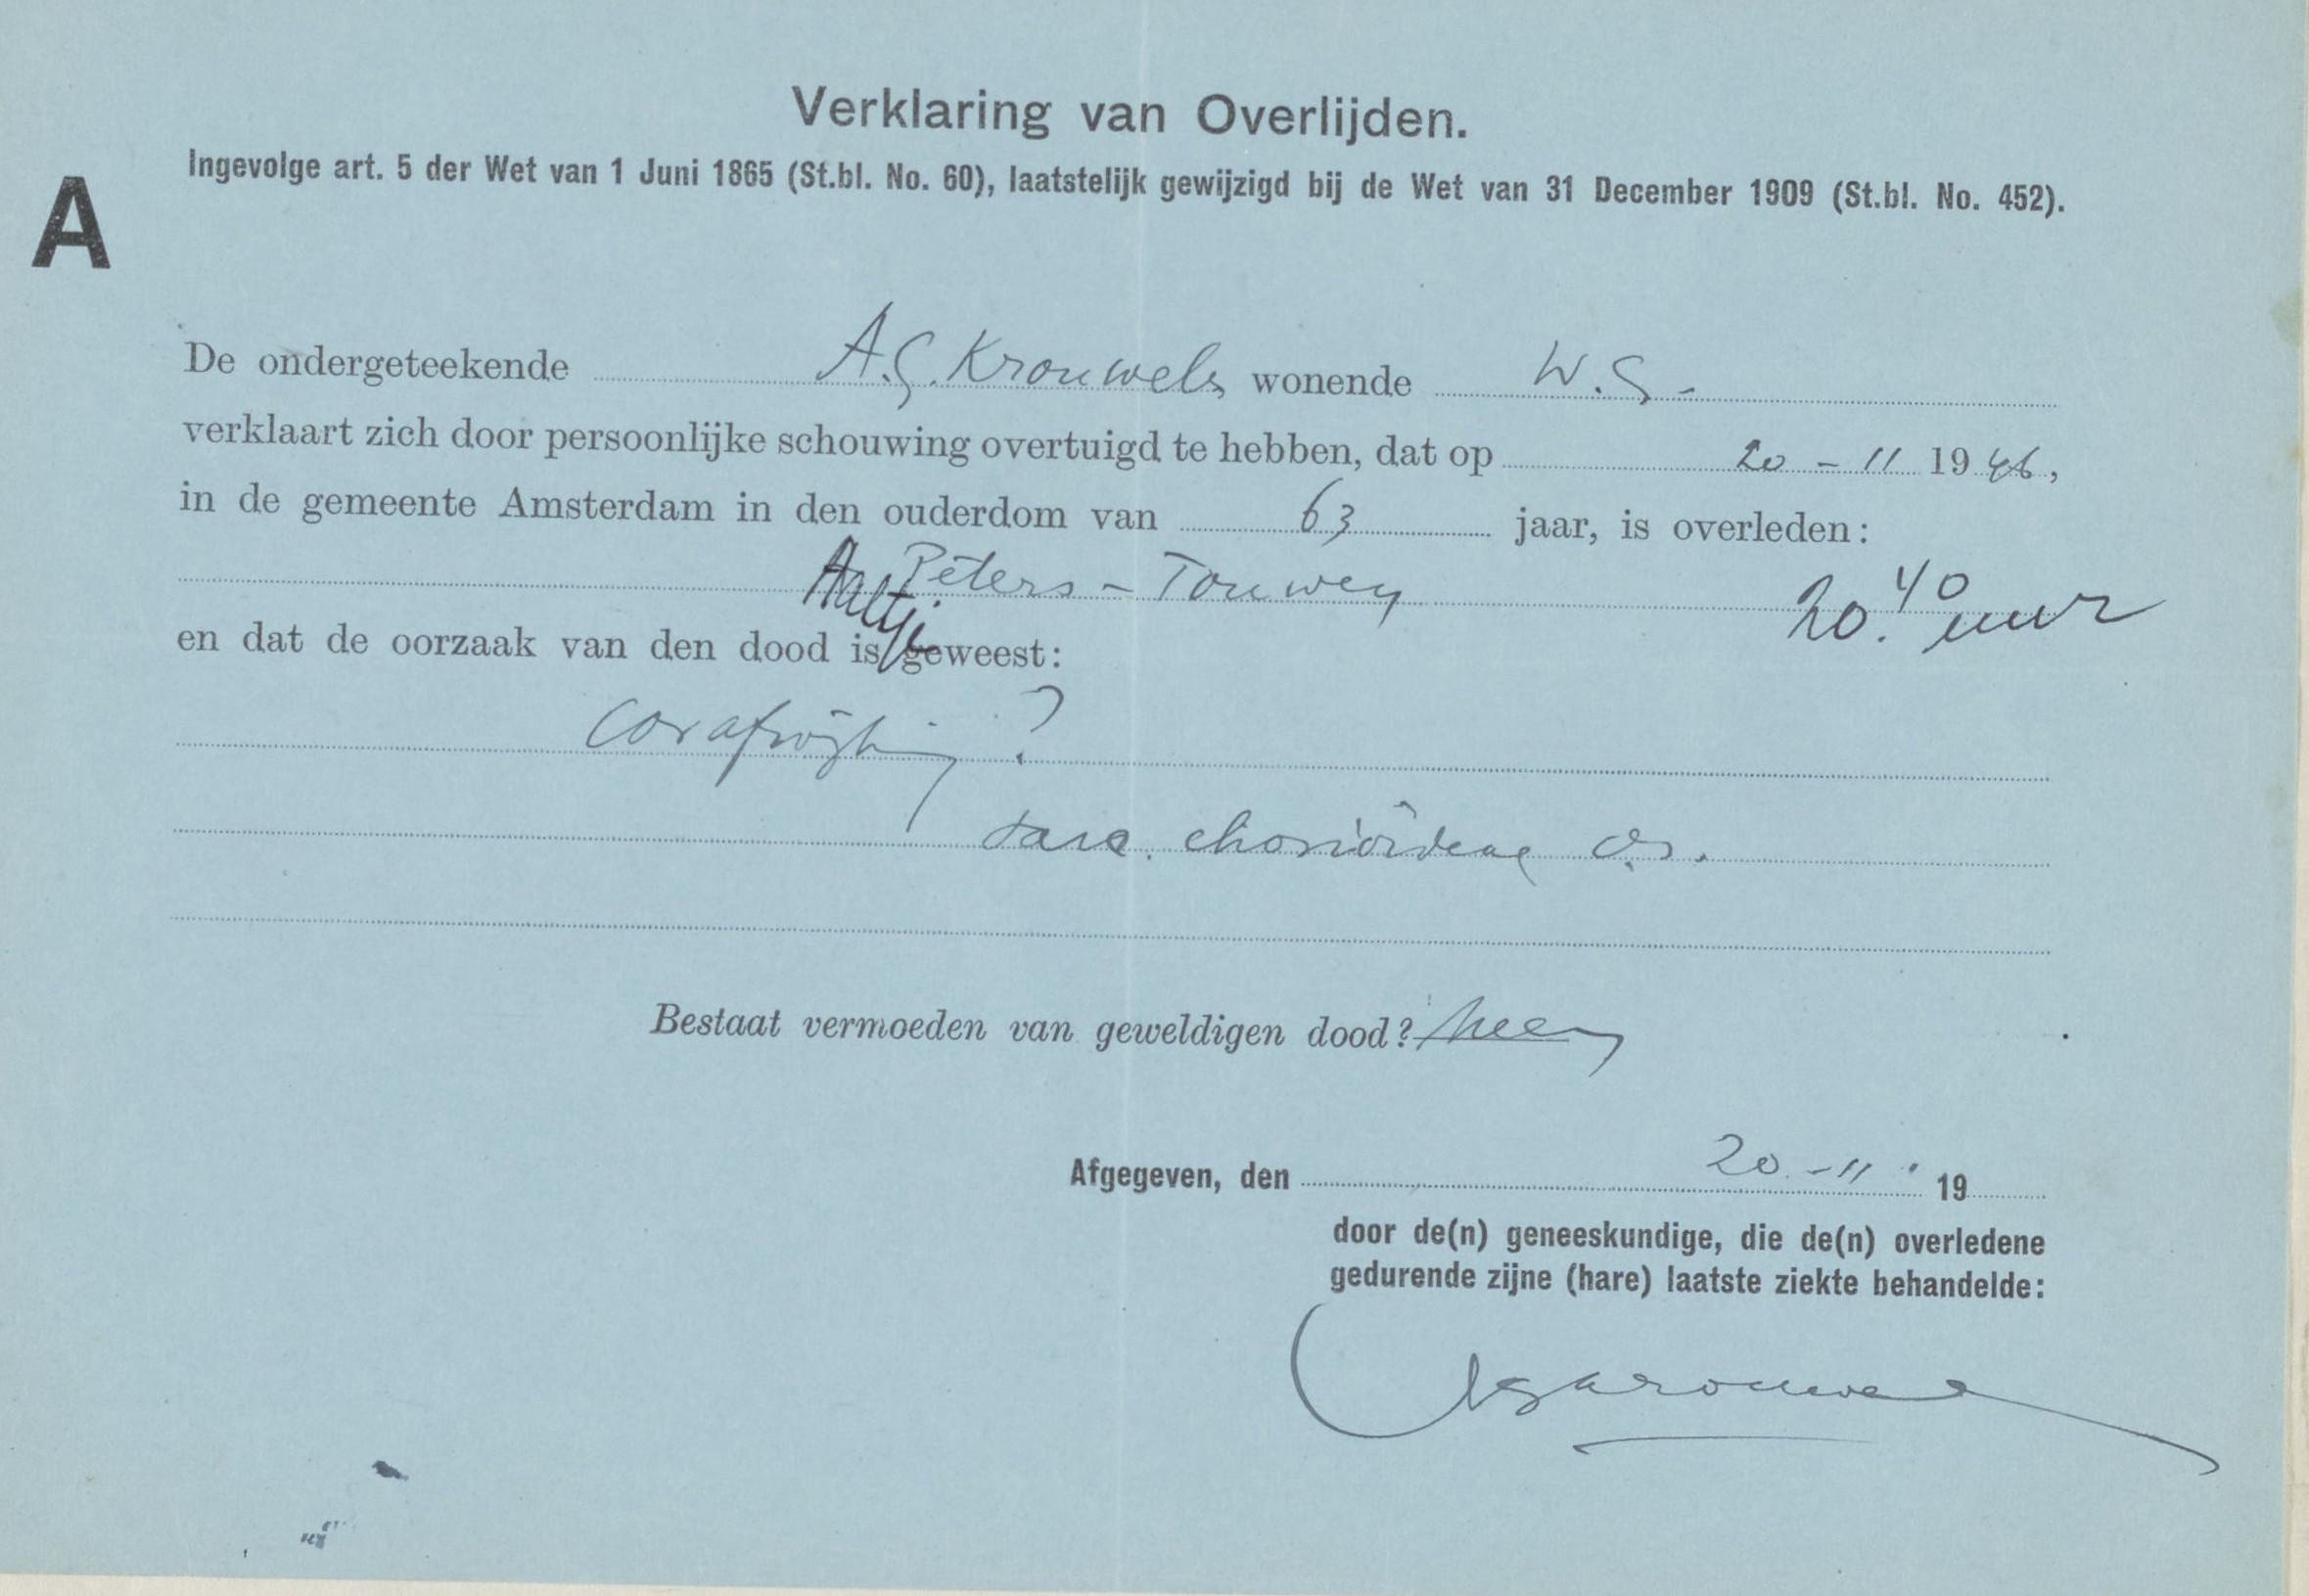 Verklaring van Overlijden.
Ingevolge art. 5 der Wet van 1 Juni 1865 (St.bl. No. 60), laatstelijk gewijzigd bij de Wet van 31 December 1909 (St.bl. No. 452).
A
De ondergeteekende A.G. Krouwels wonende W.G.
verklaart zich door persoonlijke schouwing overtuigd te hebben, dat op 20 - 11 1946,
in de gemeente Amsterdam in den ouderdom van 63 jaar, is overleden:
Aaltje Peters - Touwen 20.40 uur
en dat de oorzaak van den dood is geweest:
Corafwijking?
sarc. chorioideae O.S.
Bestaat vermoeden van geweldigen dood? Neen
Afgegeven, den 20 - 11 19
door de(n) geneeskundige, die de(n) overledene
gedurende zijne (hare) laatste ziekte behandelde: